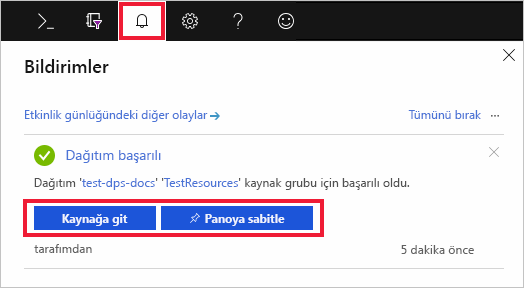 Bildirimler
Etkinlik günlüğündeki diğer olaylar → Tümünü bırak ...
Dağıtım başarılı
Dağıtım 'test-dps-docs' 'TestResources' kaynak grubu için başarılı oldu.
Kaynağa git Panoya sabitle
tarafımdan 5 dakika önce